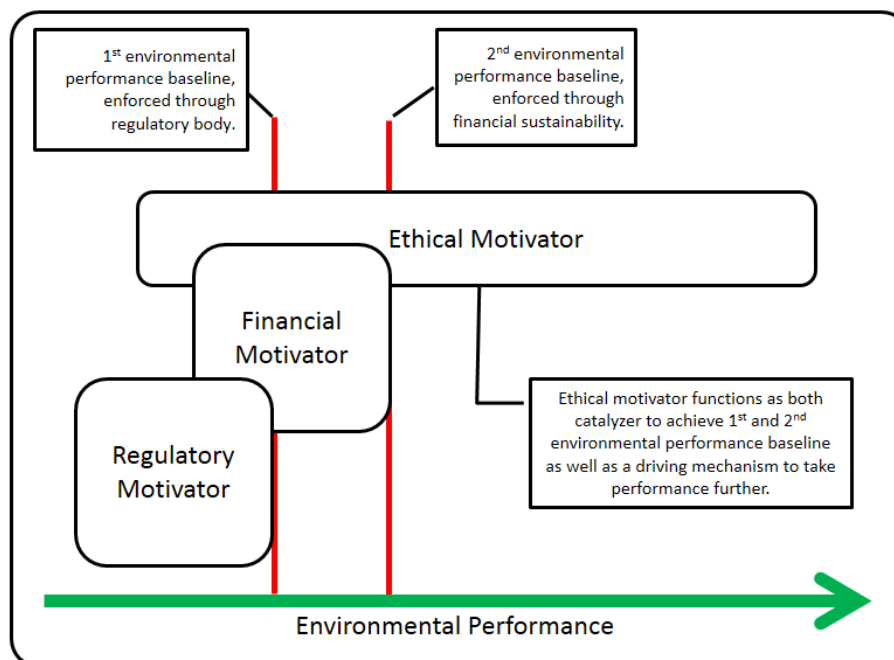 1st environmental
performance baseline,
enforced through
regulatory body.
2nd environmental
performance baseline,
enforced through
financial sustainability.
Ethical Motivator
Financial
Motivator
Regulatory
Motivator
Ethical motivator functions as both
catalyzer to achieve 1st and 2nd
environmental performance baseline
as well as a driving mechanism to take
performance further.
Environmental Performance